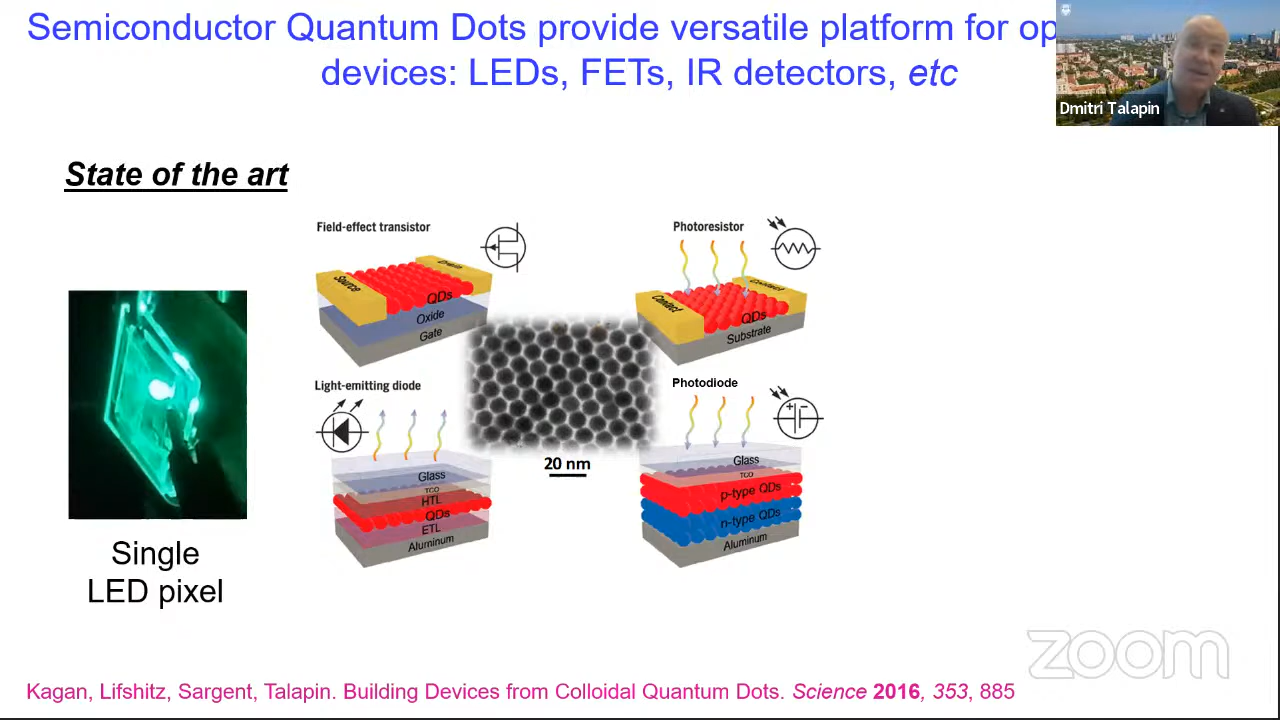 Semiconductor Quantum Dots provide versatile platform for op
devices: LEDs, FETs, IR detectors, etc
Dmitri Talapin
State of the art
Field-effect transistor
Source
Drain
QDs
Oxide
Gate
Photoresistor
Contact
Contact
QDs
Substrate
Light-emitting diode
Glass
TCO
HTL
QDs
ETL
Aluminum
20 nm
Photodiode
Glass
TCO
p-type QDs
n-type QDs
Aluminum
Single
LED pixel
zoom
Kagan, Lifshitz, Sargent, Talapin. Building Devices from Colloidal Quantum Dots. Science 2016, 353, 885